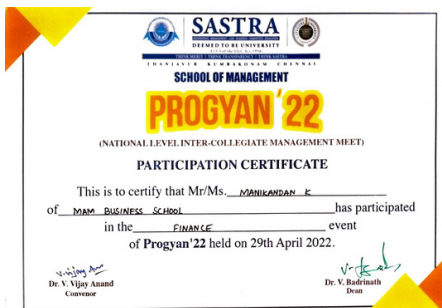 SASTRA
DEEMED TO BE UNIVERSITY
THINK MERIT | THINK TRANSPARENCY | THINK SASTRA
THANJAVUR KUMBAKONAM CHENNAI
SCHOOL OF MANAGEMENT
PROGYAN '22
(NATIONAL LEVEL INTER-COLLEGIATE MANAGEMENT MEET)
PARTICIPATION CERTIFICATE
This is to certify that Mr/Ms. MANIKANDAN K
of MAM BUSINESS SCHOOL has participated
in the FINANCE event
of Progyan'22 held on 29th April 2022.
Dr. V. Vijay Anand
Convenor
Dr. V. Badrinath
Dean